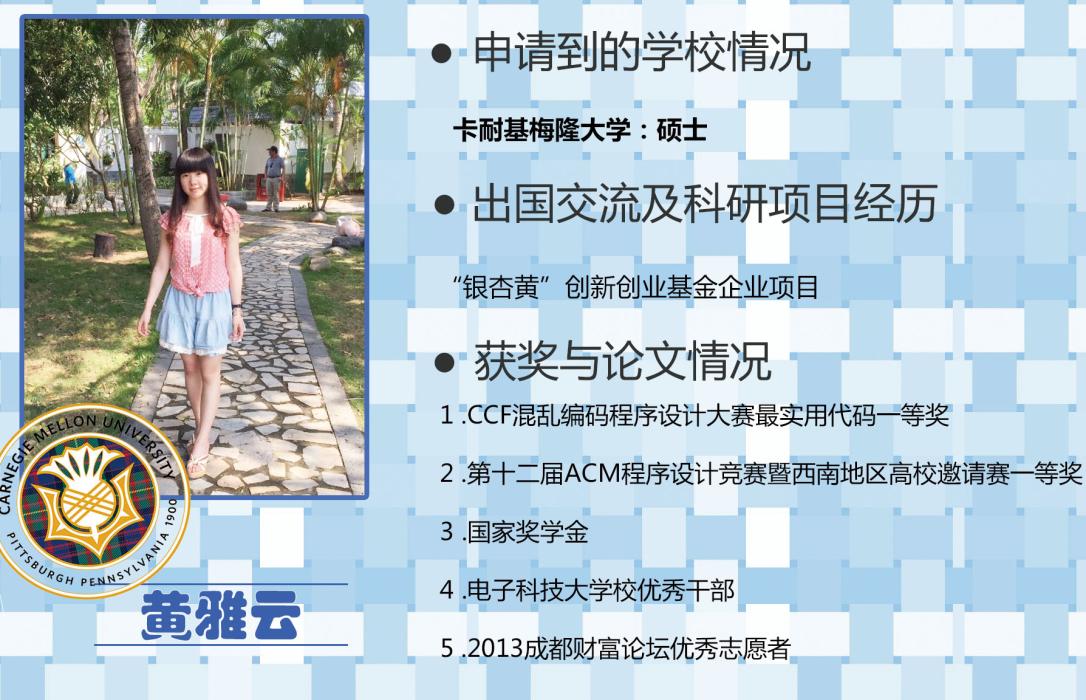 ● 申请到的学校情况
卡耐基梅隆大学：硕士
● 出国交流及科研项目经历
“银杏黄”创新创业基金企业项目
● 获奖与论文情况
1 .CCF混乱编码程序设计大赛最实用代码一等奖
2 .第十二届ACM程序设计竞赛暨西南地区高校邀请赛一等奖
3 .国家奖学金
4 .电子科技大学校优秀干部
5 .2013成都财富论坛优秀志愿者
CARNEGIE MELLON UNIVERSITY
PITTSBURGH PENNSYLVANIA 1900
黄雅云